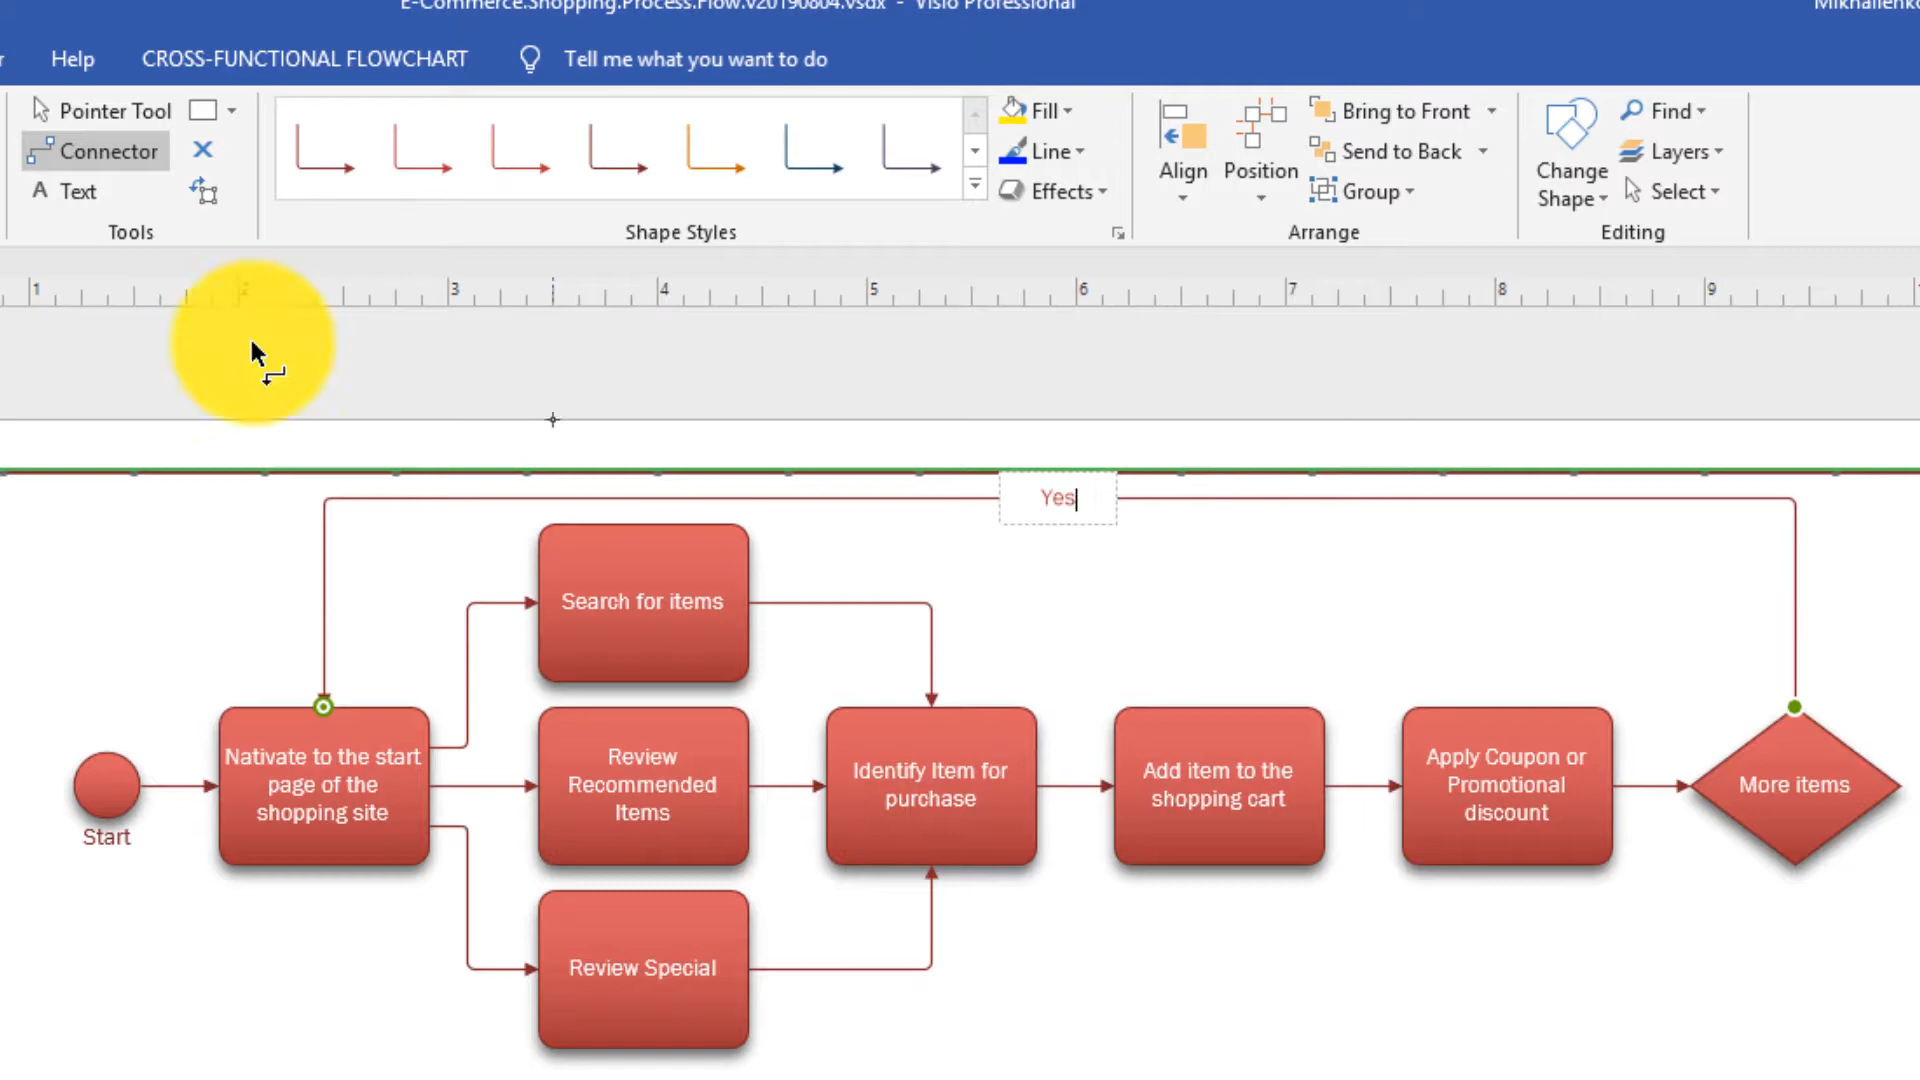 E-Commerce.Shopping.Process.Flow.v20190804.vsdx - Visio Professional
Help
CROSS-FUNCTIONAL FLOWCHART
Tell me what you want to do
Pointer Tool
Connector
A Text
Tools
Shape Styles
Fill
Line
Effects
Align
Position
Bring to Front
Send to Back
Group
Arrange
Change
Shape
Find
Layers
Select
Editing
1
2
3
4
5
6
7
8
9
Yes
Search for items
Start
Nativate to the start
page of the
shopping site
Review
Recommended
Items
Identify Item for
purchase
Add item to the
shopping cart
Apply Coupon or
Promotional
discount
More items
Review Special